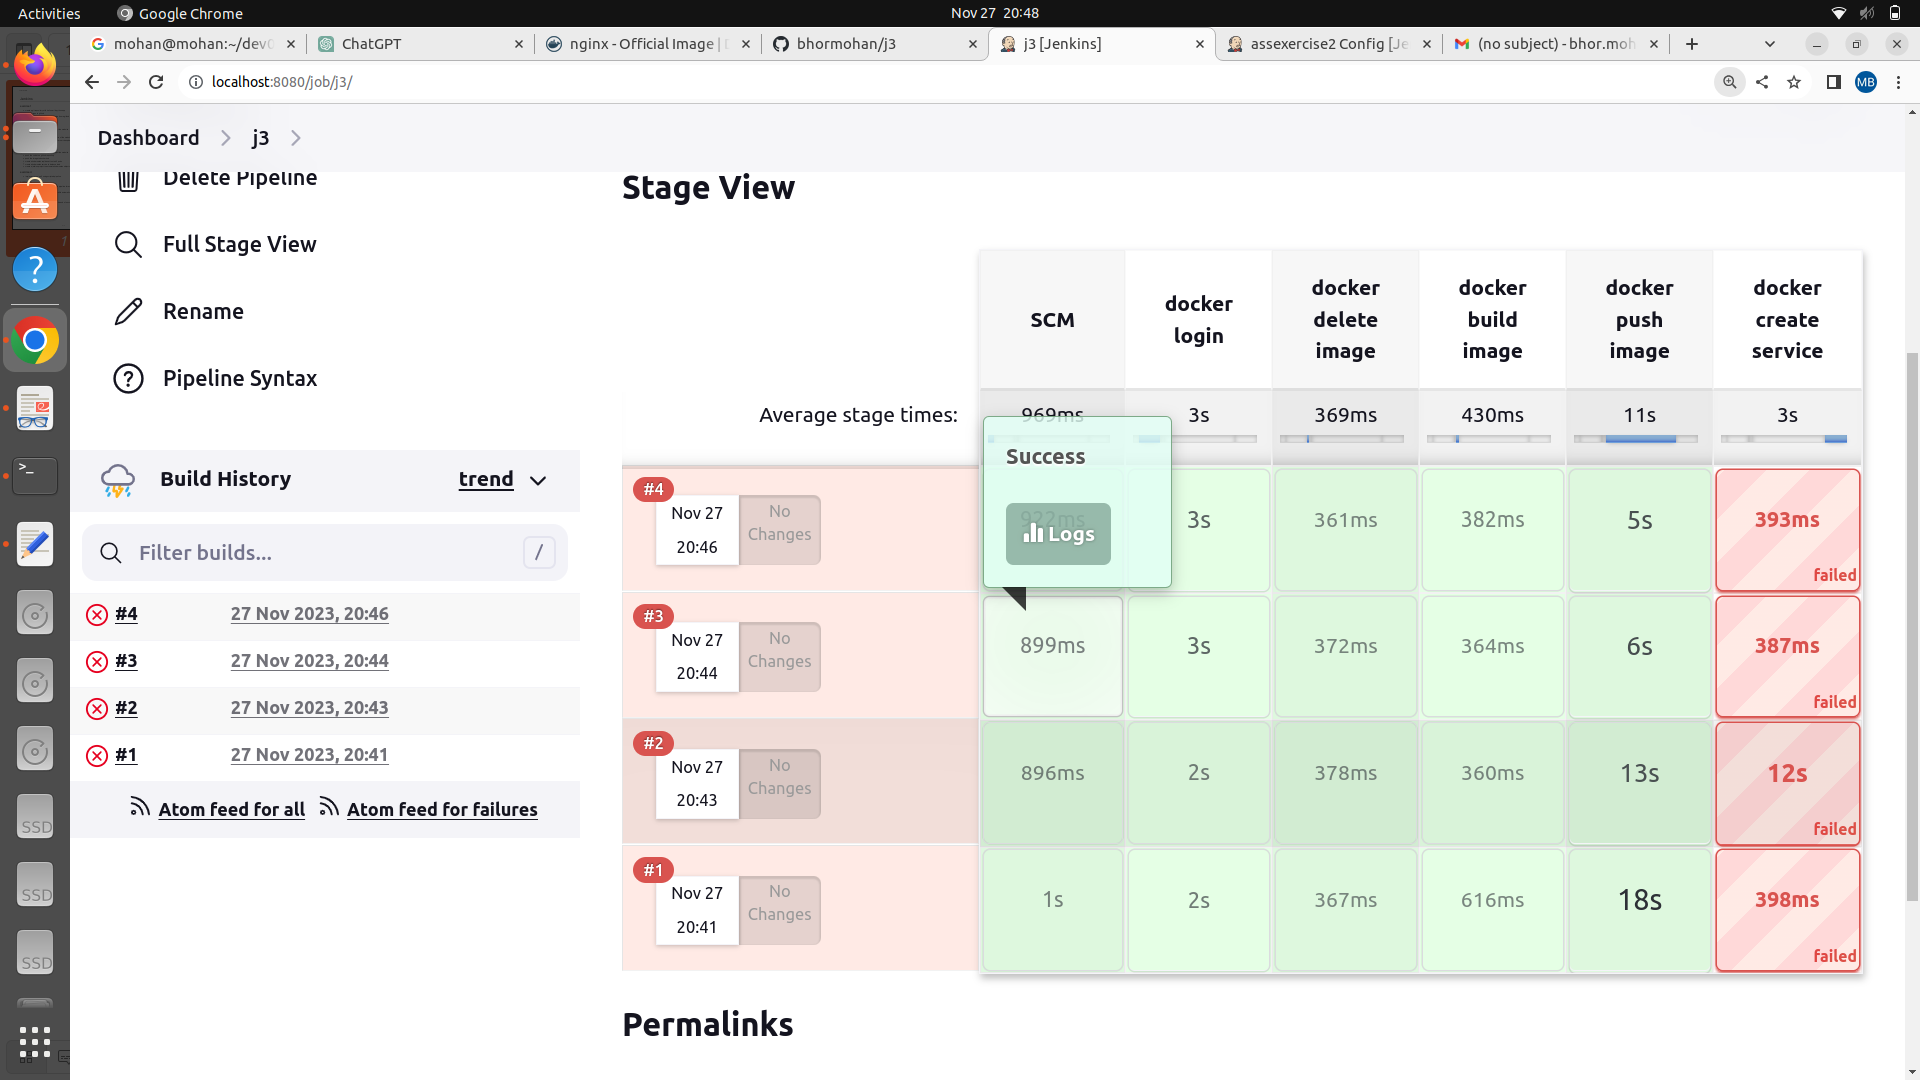 Activities
Google Chrome
Nov 27 20:48
mohan@mohan:~/dev
ChatGPT
nginx - Official Image |
bhormohan/j3
j3 [Jenkins]
assexercise2 Config [Je
(no subject) - bhor.moh
localhost:8080/job/j3/
MB
Dashboard
j3
Delete Pipeline
Full Stage View
Rename
Pipeline Syntax
Build History
trend
Filter builds...
/
#4 27 Nov 2023, 20:46
#3 27 Nov 2023, 20:44
#2 27 Nov 2023, 20:43
#1 27 Nov 2023, 20:41
Atom feed for all
Atom feed for failures
SSD
SSD
SSD
Stage View
SCM
docker
login
docker
delete
image
docker
build
image
docker
push
image
docker
create
service
Average stage times:
969ms 3s 369ms 430ms 11s 3s
Success
Logs
#4
Nov 27
20:46
No
Changes
922ms 3s 361ms 382ms 5s 393ms
failed
#3
Nov 27
20:44
No
Changes
899ms 3s 372ms 364ms 6s 387ms
failed
#2
Nov 27
20:43
No
Changes
896ms 2s 378ms 360ms 13s 12s
failed
#1
Nov 27
20:41
No
Changes
1s 2s 367ms 616ms 18s 398ms
failed
Permalinks